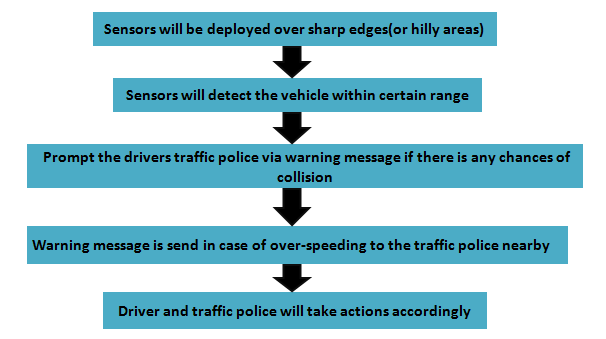 Sensors will be deployed over sharp edges(or hilly areas)
Sensors will detect the vehicle within certain range
Prompt the drivers traffic police via warning message if there is any chances of
collision
Warning message is send in case of over-speeding to the traffic police nearby
Driver and traffic police will take actions accordingly